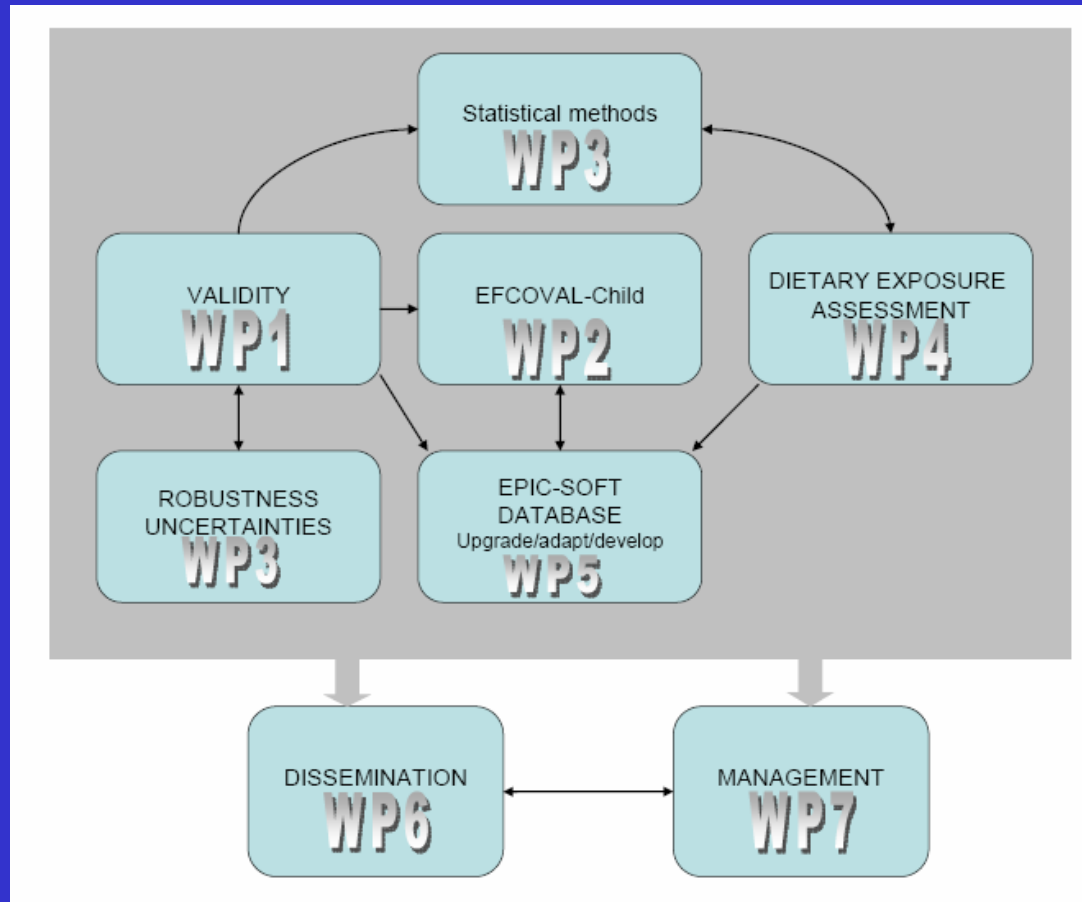 Statistical methods
WP3
VALIDITY
WP1
EFCOVAL-Child
WP2
DIETARY EXPOSURE
ASSESSMENT
WP4
ROBUSTNESS
UNCERTAINTIES
WP3
EPIC-SOFT
DATABASE
Upgrade/adapt/develop
WP5
DISSEMINATION
WP6
MANAGEMENT
WP7